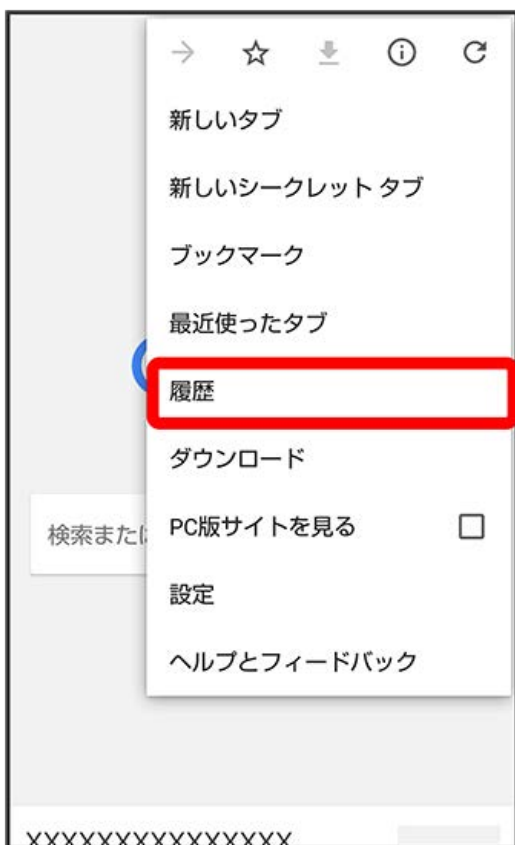 新しいタブ
新しいシークレット タブ
ブックマーク
最近使ったタブ
履歴
ダウンロード
検索または
PC版サイトを見る
設定
ヘルプとフィードバック
XXXXXXXXXXXXXXX